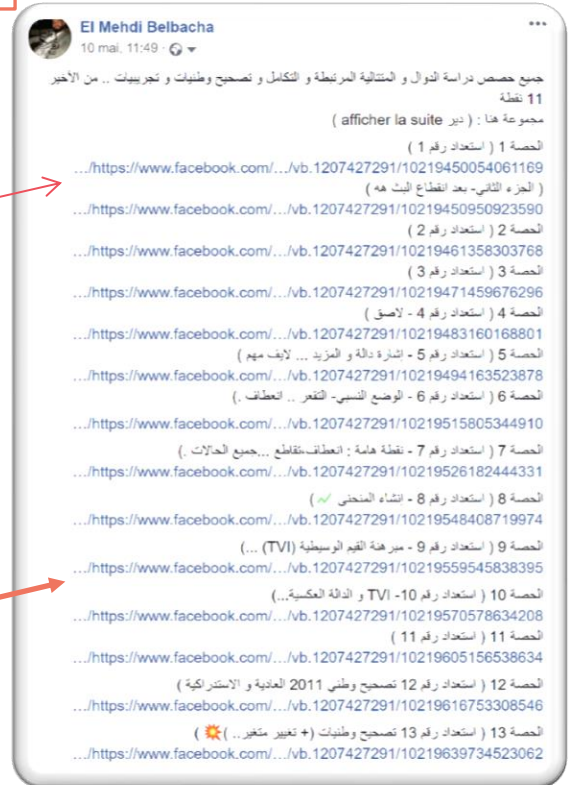 El Mehdi Belbacha
10 mai, 11:49
جميع حصص دراسة الدوال و المتتالية المرتبطة و التكامل و تصحيح وطنيات و تجريبيات .. من الأخير
11 نقطة
مجموعة هنا : ( دير afficher la suite )
الحصة 1 ( استعداد رقم 1 )
https://www.facebook.com/…/vb.1207427291/10219450054061169/…
( الجزء الثاني- بعد انقطاع البث هه )
https://www.facebook.com/…/vb.1207427291/10219450950923590/…
الحصة 2 ( استعداد رقم 2 )
https://www.facebook.com/…/vb.1207427291/10219461358303768/…
الحصة 3 ( استعداد رقم 3 )
https://www.facebook.com/…/vb.1207427291/10219471459676296/…
الحصة 4 ( استعداد رقم 4 - لاصق )
https://www.facebook.com/…/vb.1207427291/10219483160168801/…
الحصة 5 ( استعداد رقم 5 - إشارة دالة و المزيد ... لايف مهم )
https://www.facebook.com/…/vb.1207427291/10219494163523878/…
الحصة 6 ( استعداد رقم 6 - الوضع النسبي- التقعر .. انعطاف .)
https://www.facebook.com/…/vb.1207427291/10219515805344910/…
الحصة 7 ( استعداد رقم 7 - نقطة هامة : انعطاف-تقاطع ...جميع الحالات .)
https://www.facebook.com/…/vb.1207427291/10219526182444331/…
الحصة 8 ( استعداد رقم 8 - انشاء المنحنى 📈 )
https://www.facebook.com/…/vb.1207427291/10219548408719974/…
الحصة 9 ( استعداد رقم 9 - مبرهنة القيم الوسيطية (TVI) ...)
https://www.facebook.com/…/vb.1207427291/10219559545838395/…
الحصة 10 ( استعداد رقم 10- TVI و الدالة العكسية...)
https://www.facebook.com/…/vb.1207427291/10219570578634208/…
الحصة 11 ( استعداد رقم 11 )
https://www.facebook.com/…/vb.1207427291/10219605156538634/…
الحصة 12 ( استعداد رقم 12 تصحيح وطني 2011 العادية و الاستدراكية )
https://www.facebook.com/…/vb.1207427291/10219616753308546/…
الحصة 13 ( استعداد رقم 13 تصحيح وطنيات (+ تغيير متغير.. )💥 )
https://www.facebook.com/…/vb.1207427291/10219639734523062/…